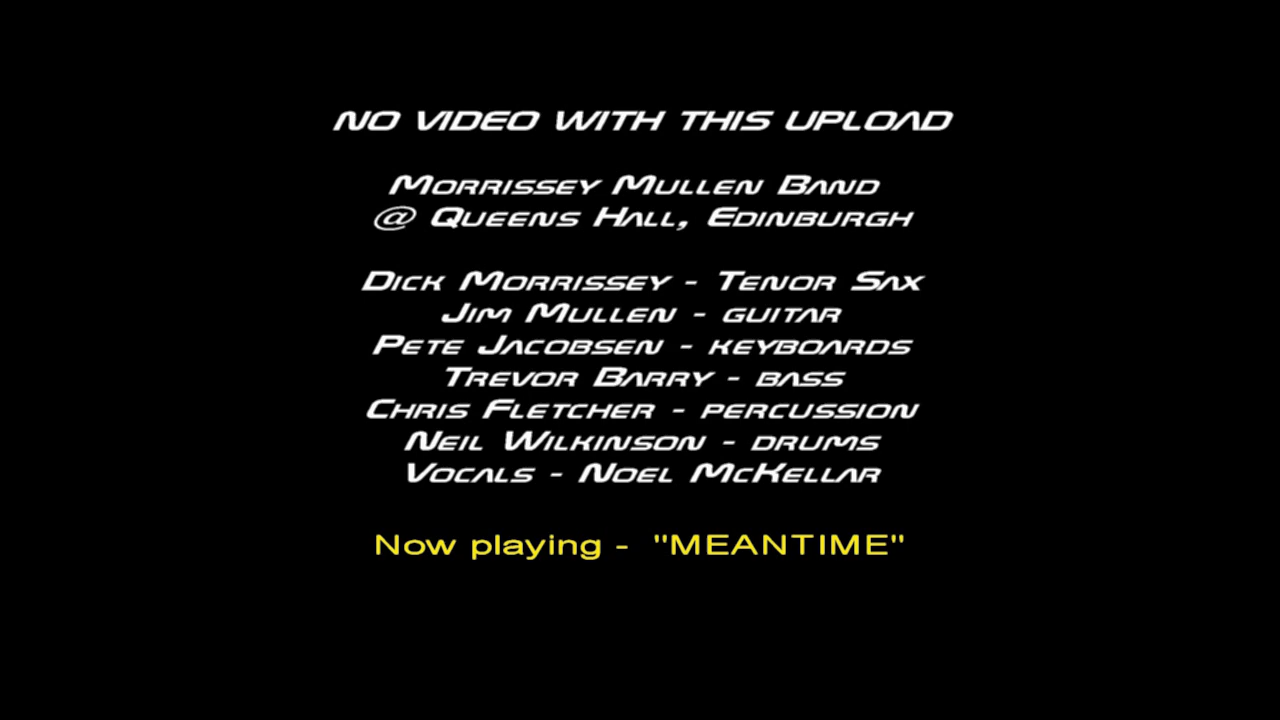 NO VIDEO WITH THIS UPLOAD
Morrissey Mullen Band
@ Queens Hall, Edinburgh
Dick Morrissey - Tenor Sax
Jim Mullen - guitar
Pete Jacobsen - keyboards
Trevor Barry - bass
Chris Fletcher - percussion
Neil Wilkinson - drums
Vocals - Noel McKellar
Now playing - "MEANTIME"